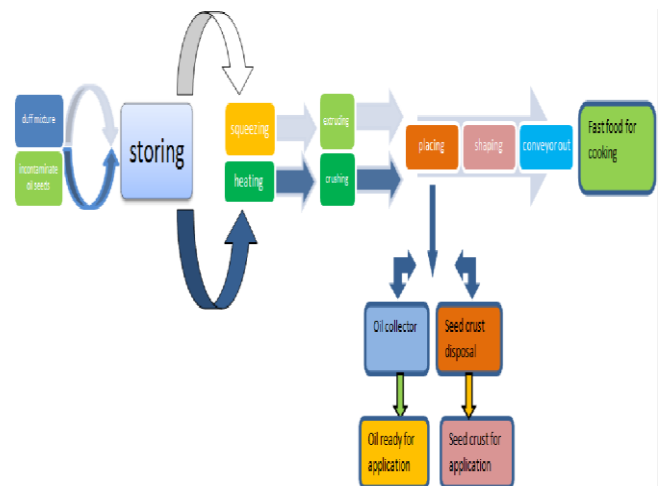 duff mixture
incontaminate
oil seeds
storing
squeezing
heating
extruding
crushing
placing
shaping
conveyor out
Fast food for
cooking
Oil collector
Seed crust
disposal
Oil ready for
application
Seed crust for
application